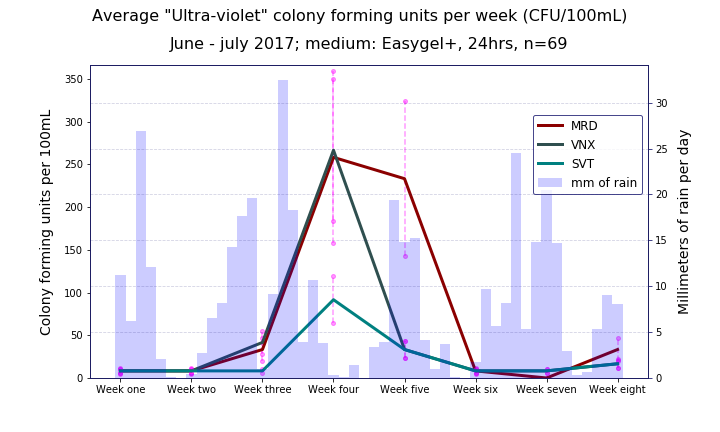 Average "Ultra-violet" colony forming units per week (CFU/100mL)
June - july 2017; medium: Easygel+, 24hrs, n=69
Colony forming units per 100mL
350
300
250
200
150
100
50
0
Week one
Week two
Week three
Week four
Week five
Week six
Week seven
Week eight
MRD
VNX
SVT
mm of rain
30
25
20
15
10
5
0
Millimeters of rain per day